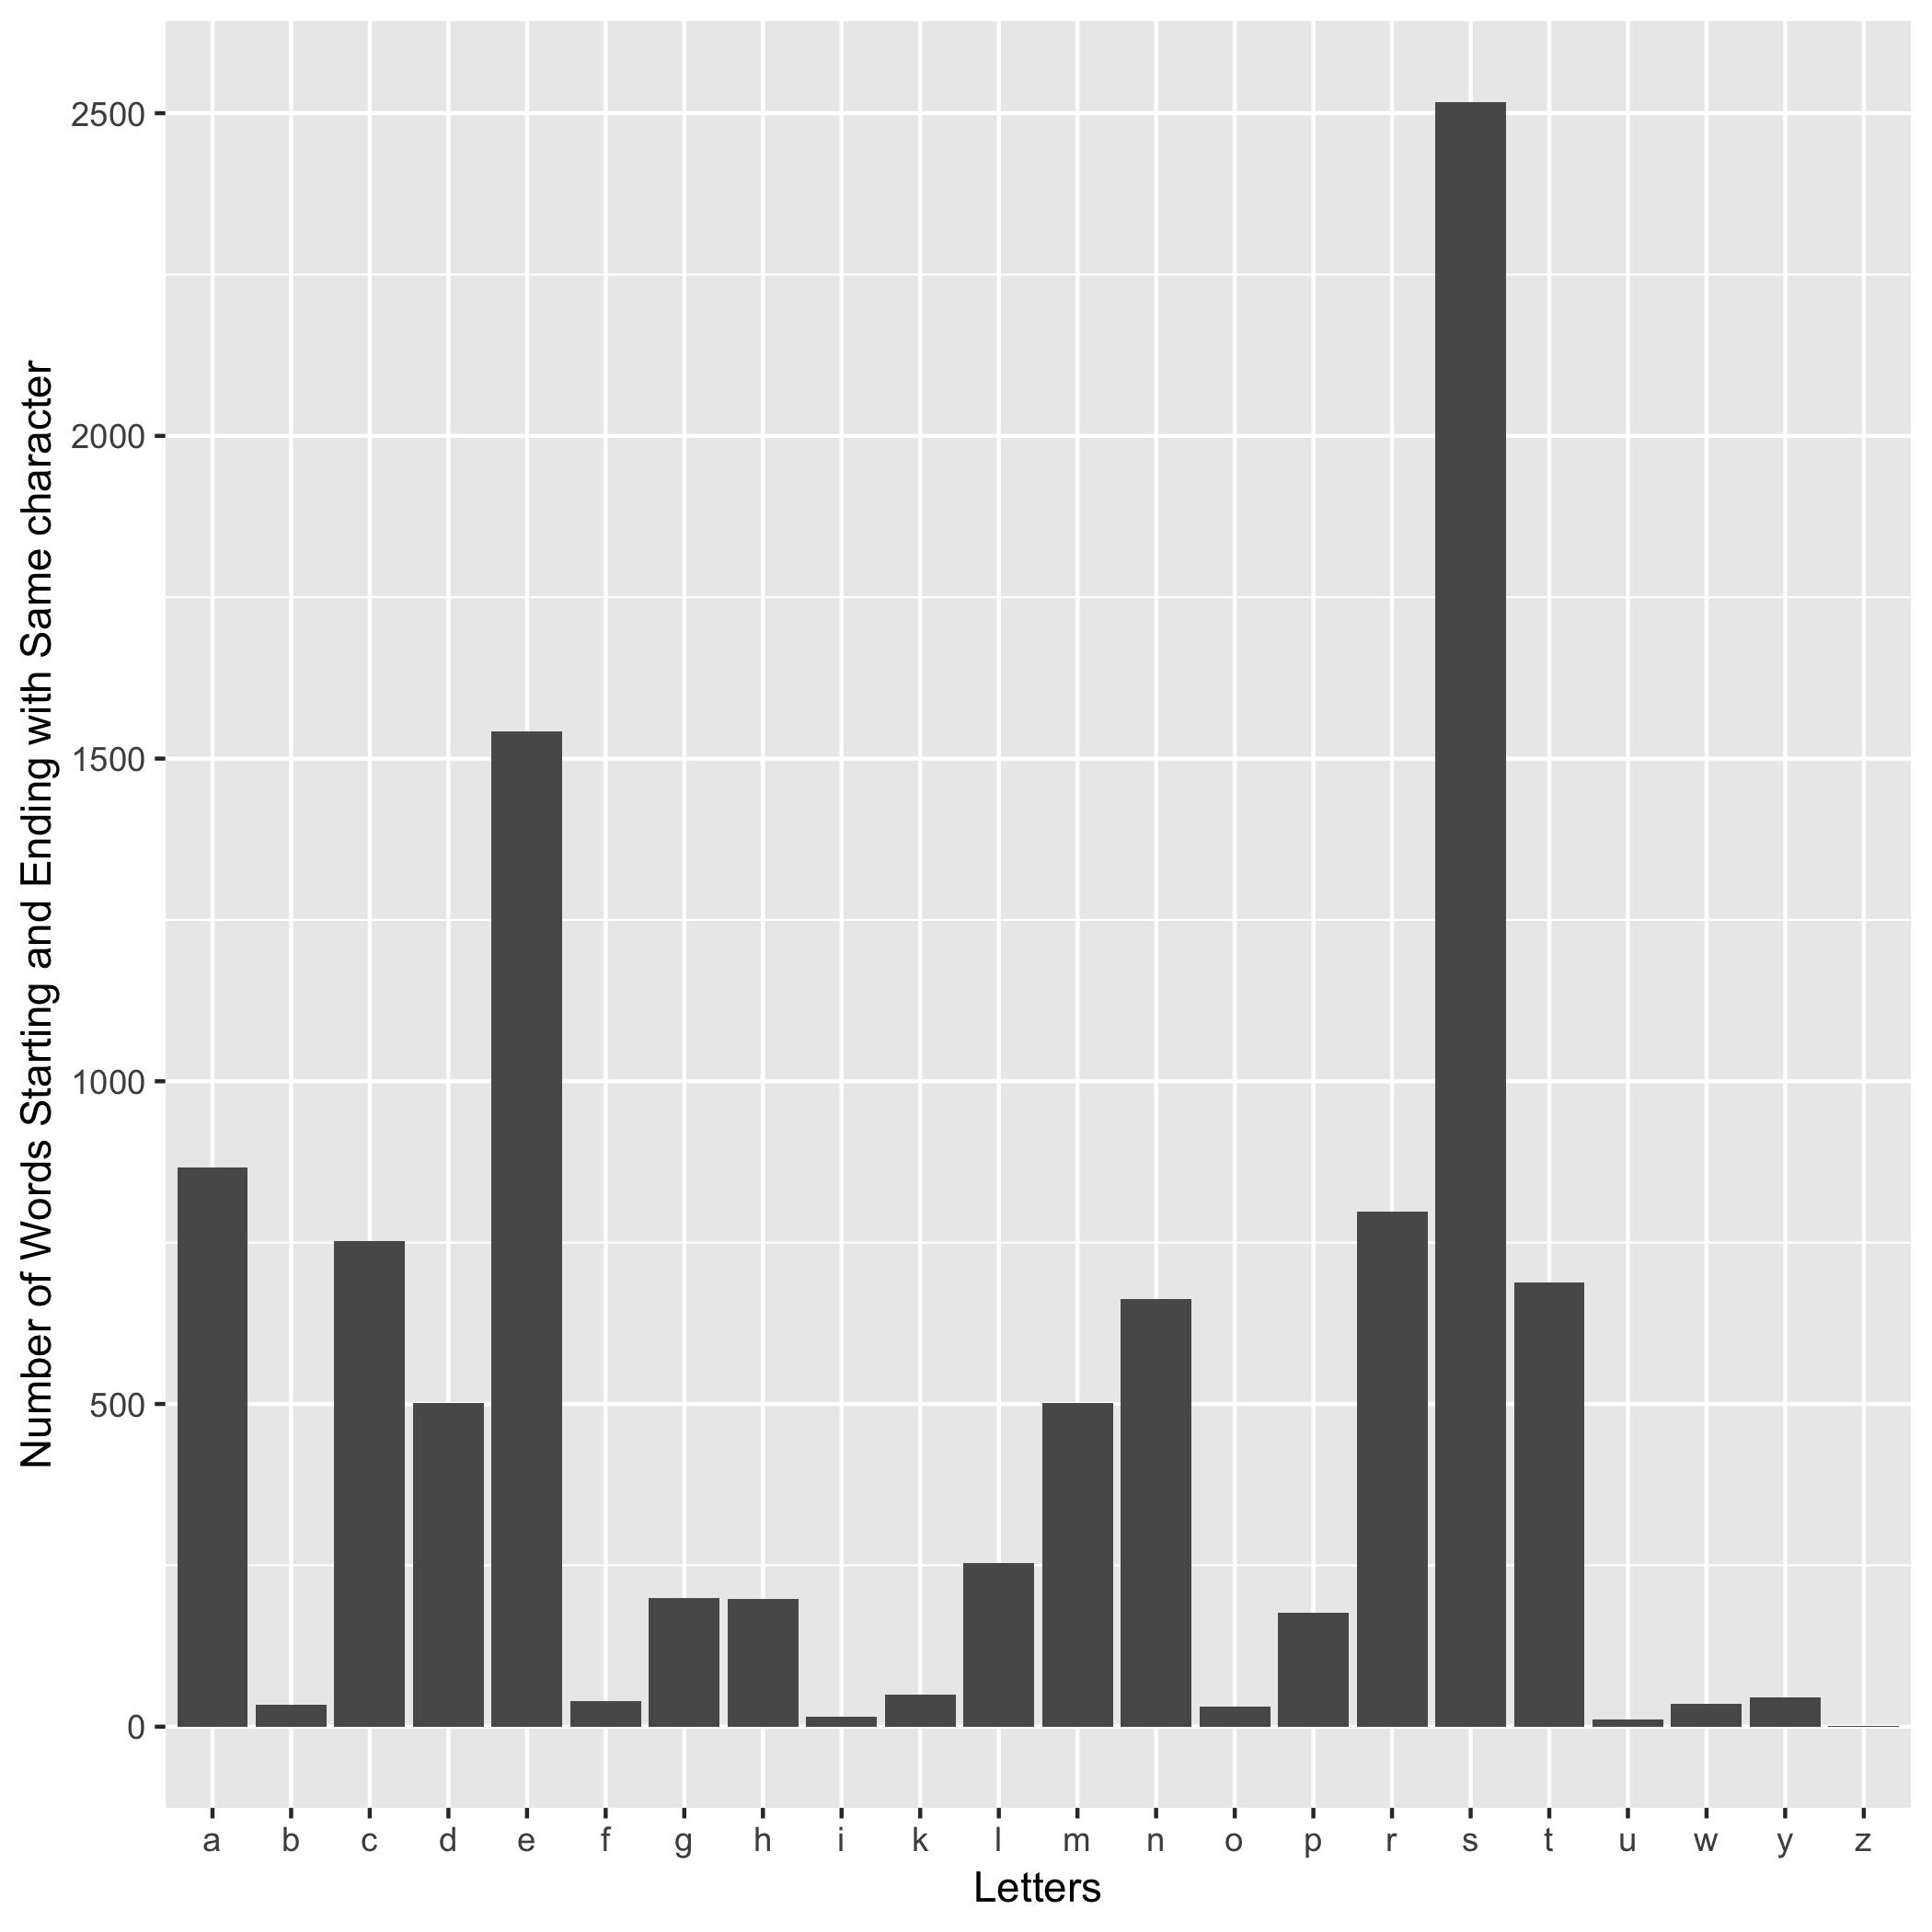 Number of Words Starting and Ending with Same character
2500
2000
1500
1000
500
0
a b c d e f g h i k l m n o p r s t u w y z
Letters